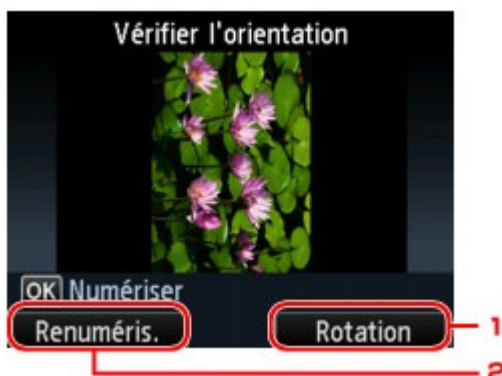 Vérifier l'orientation
OK Numériser
Renuméris. Rotation
1
2